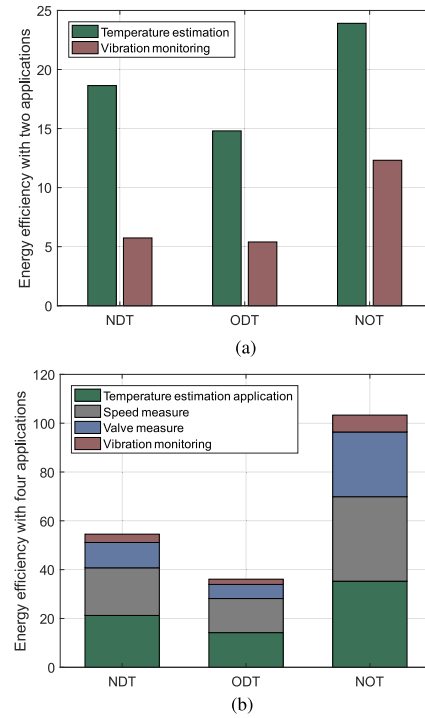 Energy efficiency with two applications
25
20
15
10
5
0
Temperature estimation
Vibration monitoring
NDT ODT NOT
(a)
Energy efficiency with four applications
120
100
80
60
40
20
0
Temperature estimation application
Speed measure
Valve measure
Vibration monitoring
NDT ODT NOT
(b)